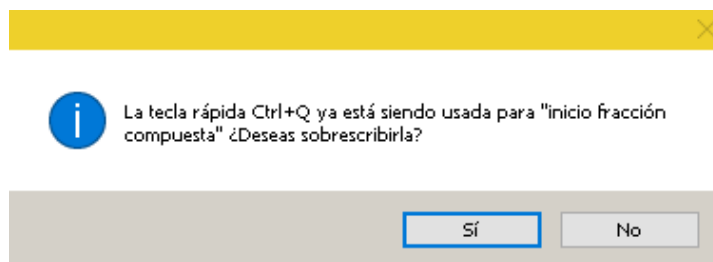 La tecla rápida Ctrl+Q ya está siendo usada para "inicio fracción
compuesta" ¿Deseas sobrescribirla?
Sí
No